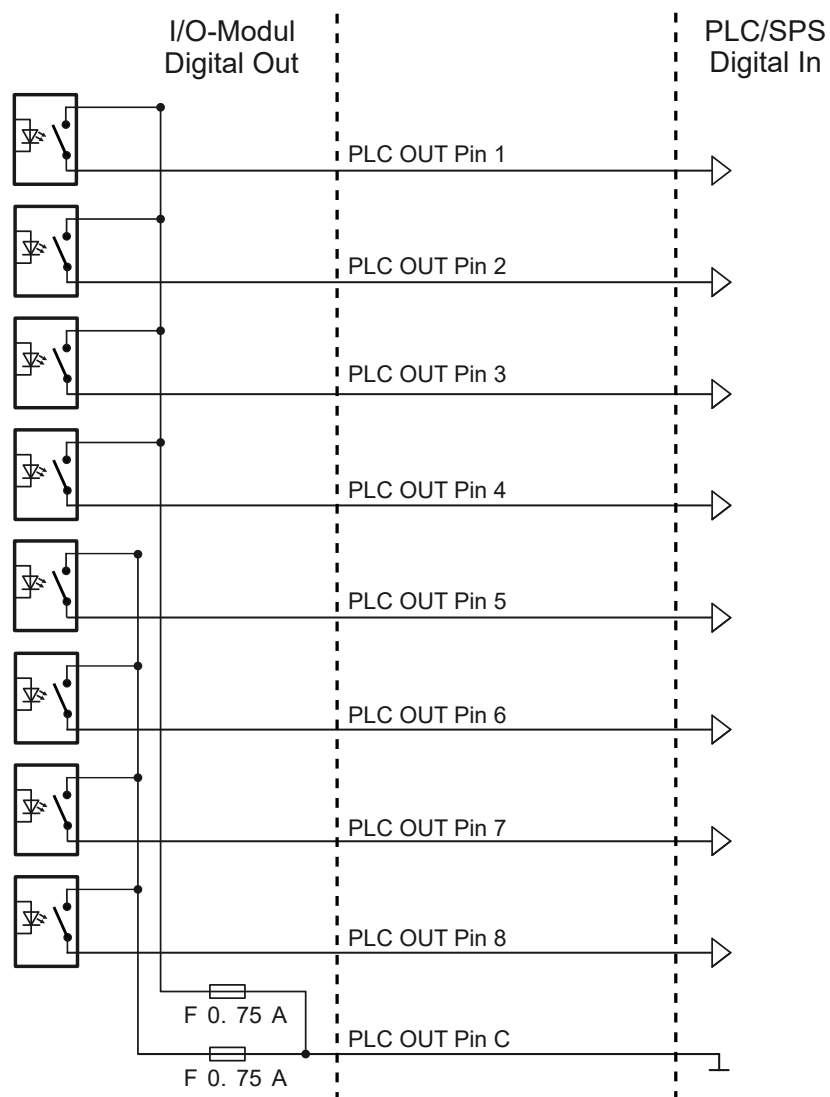 I/O-Modul
Digital Out
PLC/SPS
Digital In
PLC OUT Pin 1
PLC OUT Pin 2
PLC OUT Pin 3
PLC OUT Pin 4
PLC OUT Pin 5
PLC OUT Pin 6
PLC OUT Pin 7
PLC OUT Pin 8
F 0. 75 A
PLC OUT Pin C
F 0. 75 A